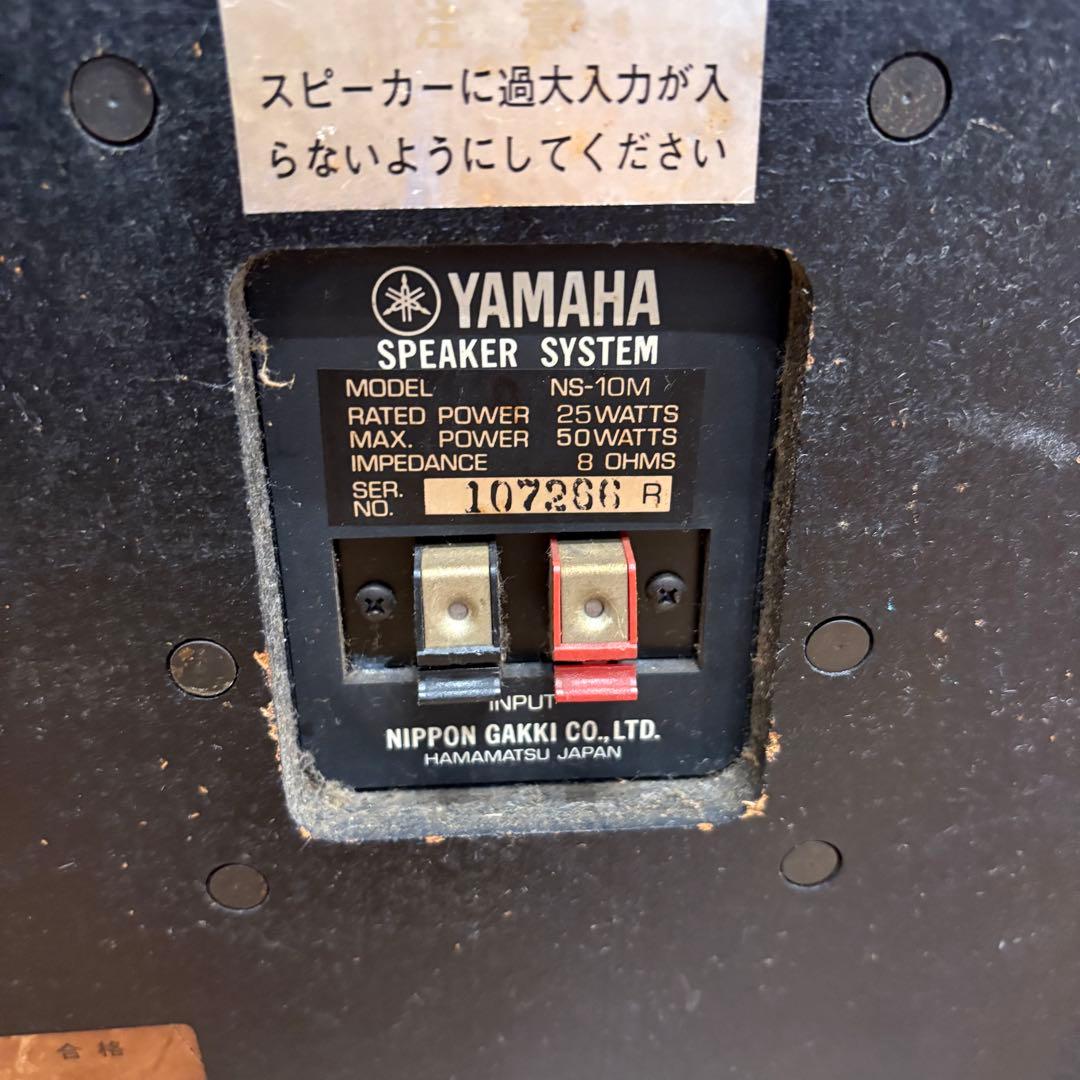 注意
スピーカーに過大入力が入
らないようにしてください
YAMAHA
SPEAKER SYSTEM
MODEL NS-10M
RATED POWER 25WATTS
MAX. POWER 50WATTS
IMPEDANCE 8 OHMS
SER. NO. 107266 R
INPUT
NIPPON GAKKI CO.,LTD.
HAMAMATSU JAPAN
合格